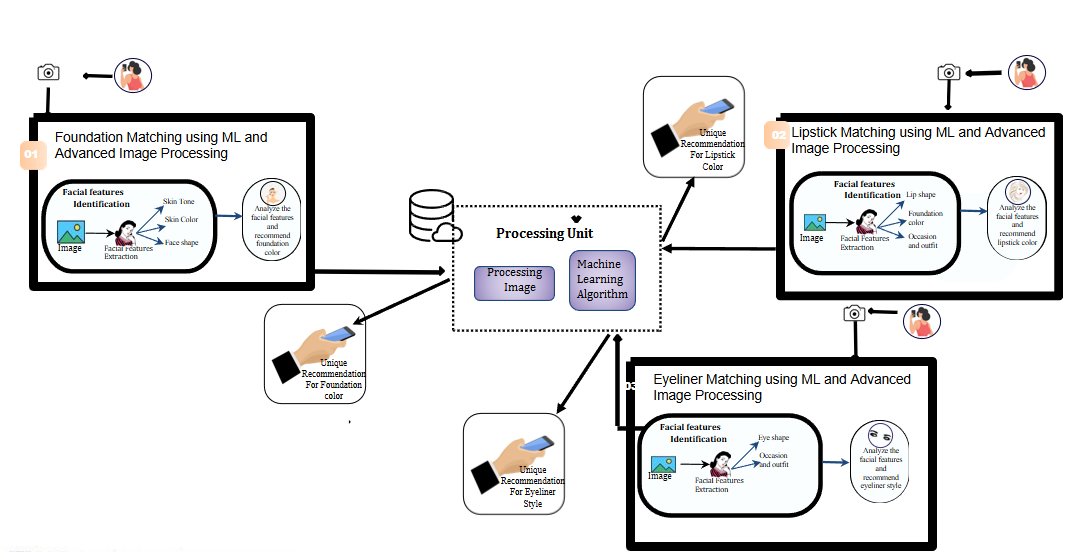 01
Foundation Matching using ML and
Advanced Image Processing
Facial features
Identification
Image
Facial Features
Extraction
Skin Tone
Skin Color
Face shape
Analyze the
facial features
and
recommend
foundation
color
Unique
Recommendation
For Lipstick
Color
02
Lipstick Matching using ML and Advanced
Image Processing
Facial features
Identification
Image
Facial Features
Extraction
Lip shape
Foundation
color
Occasion
and outfit
Analyze the
facial features
and
recommend
lipstick color
Processing Unit
Processing
Image
Machine
Learning
Algorithm
Unique
Recommendation
For Foundation
color
Unique
Recommendation
For Eyeliner
Style
03
Eyeliner Matching using ML and Advanced
Image Processing
Facial features
Identification
Image
Facial Features
Extraction
Eye shape
Occasion
and outfit
Analyze the
facial features
and
recommend
eyeliner style